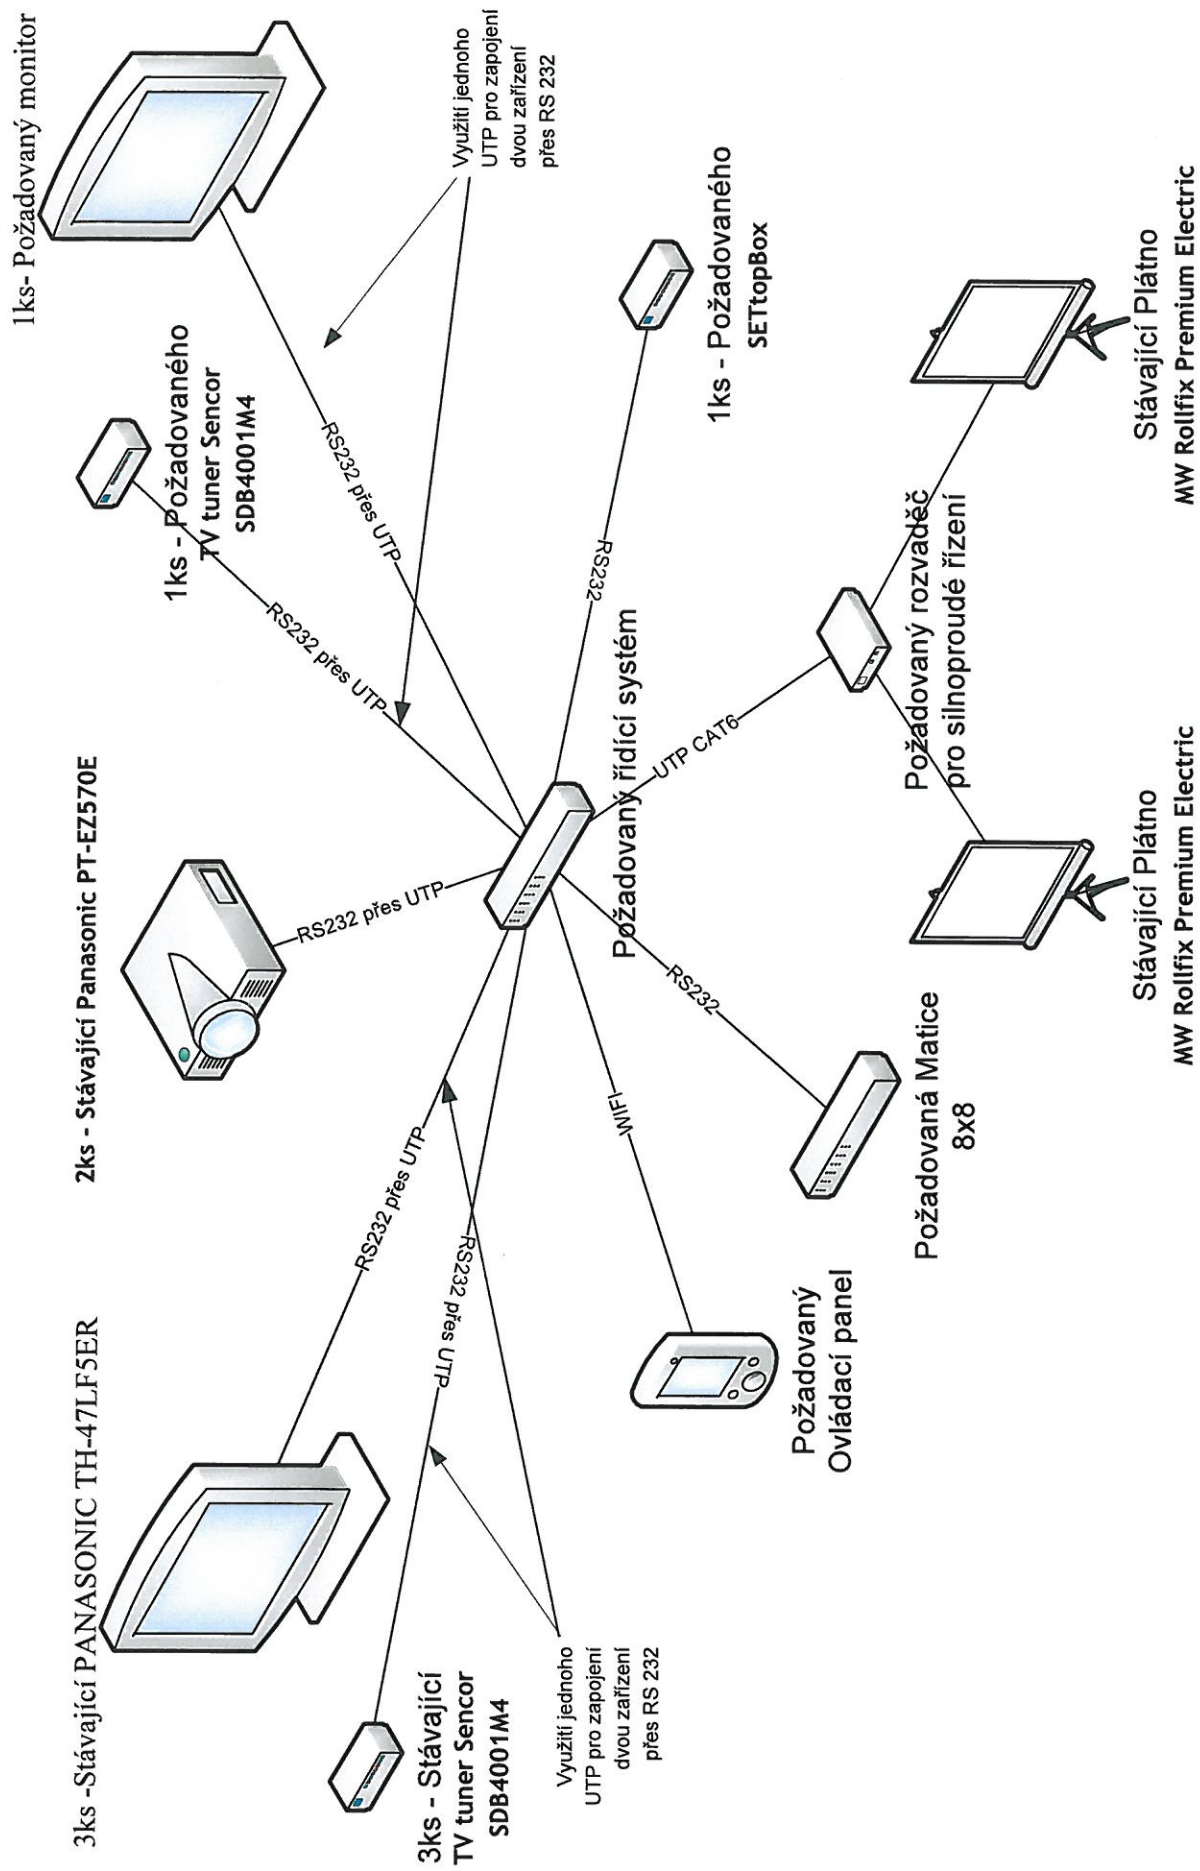 3ks -Stávající PANASONIC TH-47LF5ER
2ks - Stávající Panasonic PT-EZ570E
1ks- Požadovaný monitor
1ks - Požadovaného
TV tuner Sencor
SDB4001M4
RS232 přes UTP
RS232 přes UTP
RS232 přes UTP
RS232 přes UTP
RS232 přes UTP
Využití jednoho
UTP pro zapojení
dvou zařízení
přes RS 232
3ks - Stávající
TV tuner Sencor
SDB4001M4
Využití jednoho
UTP pro zapojení
dvou zařízení
přes RS 232
Požadovaný řídící systém
RS232
1ks - Požadovaného
SETtopBox
WIFI
RS232
UTP CAT6
Požadovaný
Ovládací panel
Požadovaná Matice
8x8
Požadovaný rozvaděč
pro silnoproudé řízení
Stávající Plátno
MW Rollfix Premium Electric
Stávající Plátno
MW Rollfix Premium Electric